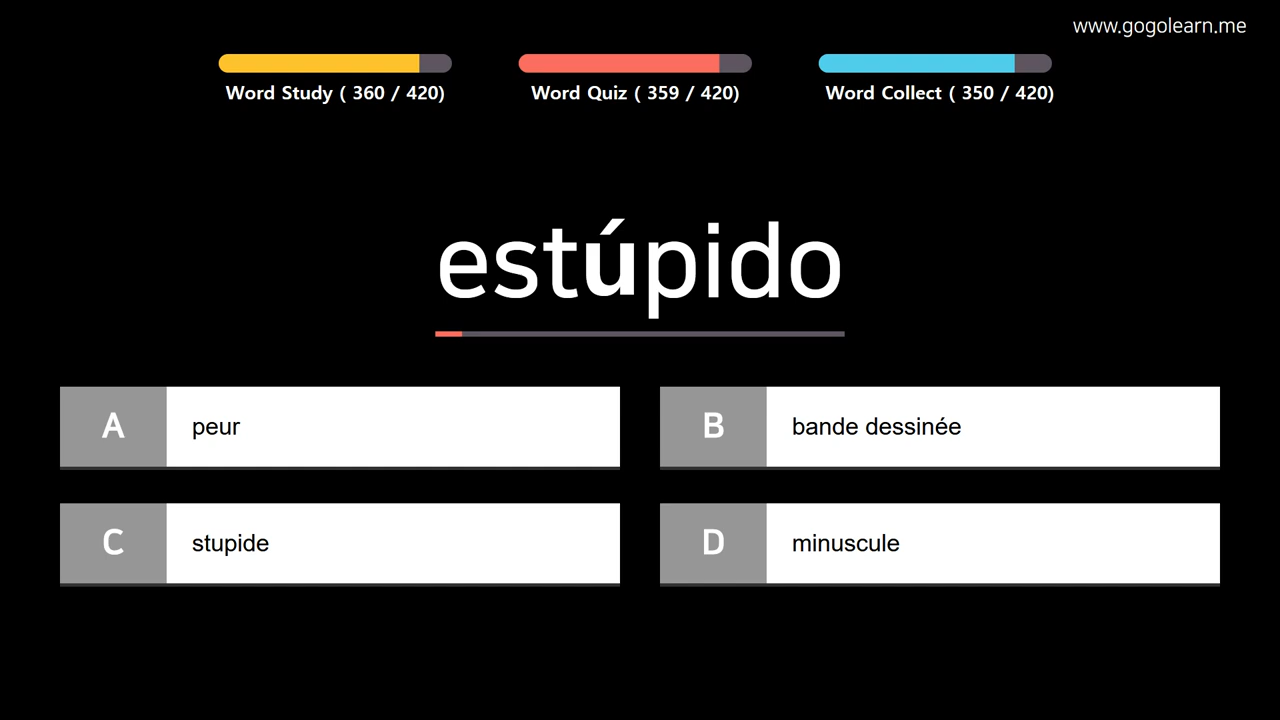 www.gogolearn.me
Word Study ( 360 / 420)
Word Quiz ( 359 / 420)
Word Collect ( 350 / 420)
estúpido
A peur
B bande dessinée
C stupide
D minuscule